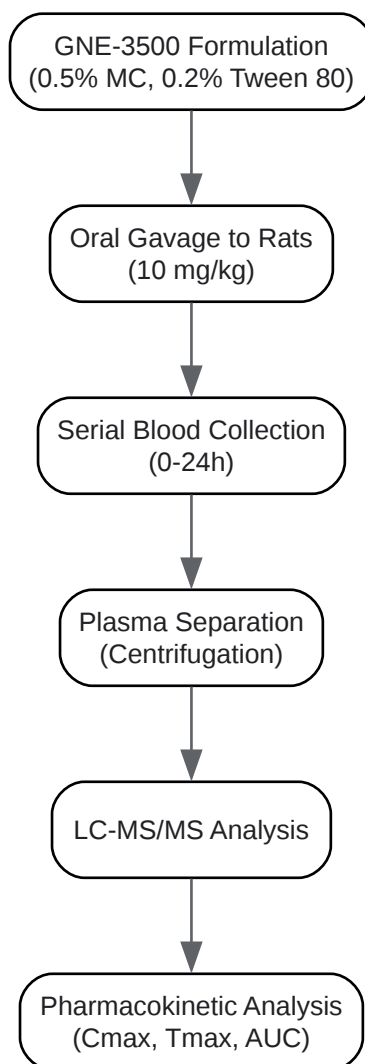 GNE-3500 Formulation
(0.5% MC, 0.2% Tween 80)
Oral Gavage to Rats
(10 mg/kg)
Serial Blood Collection
(0-24h)
Plasma Separation
(Centrifugation)
LC-MS/MS Analysis
Pharmacokinetic Analysis
(Cmax, Tmax, AUC)